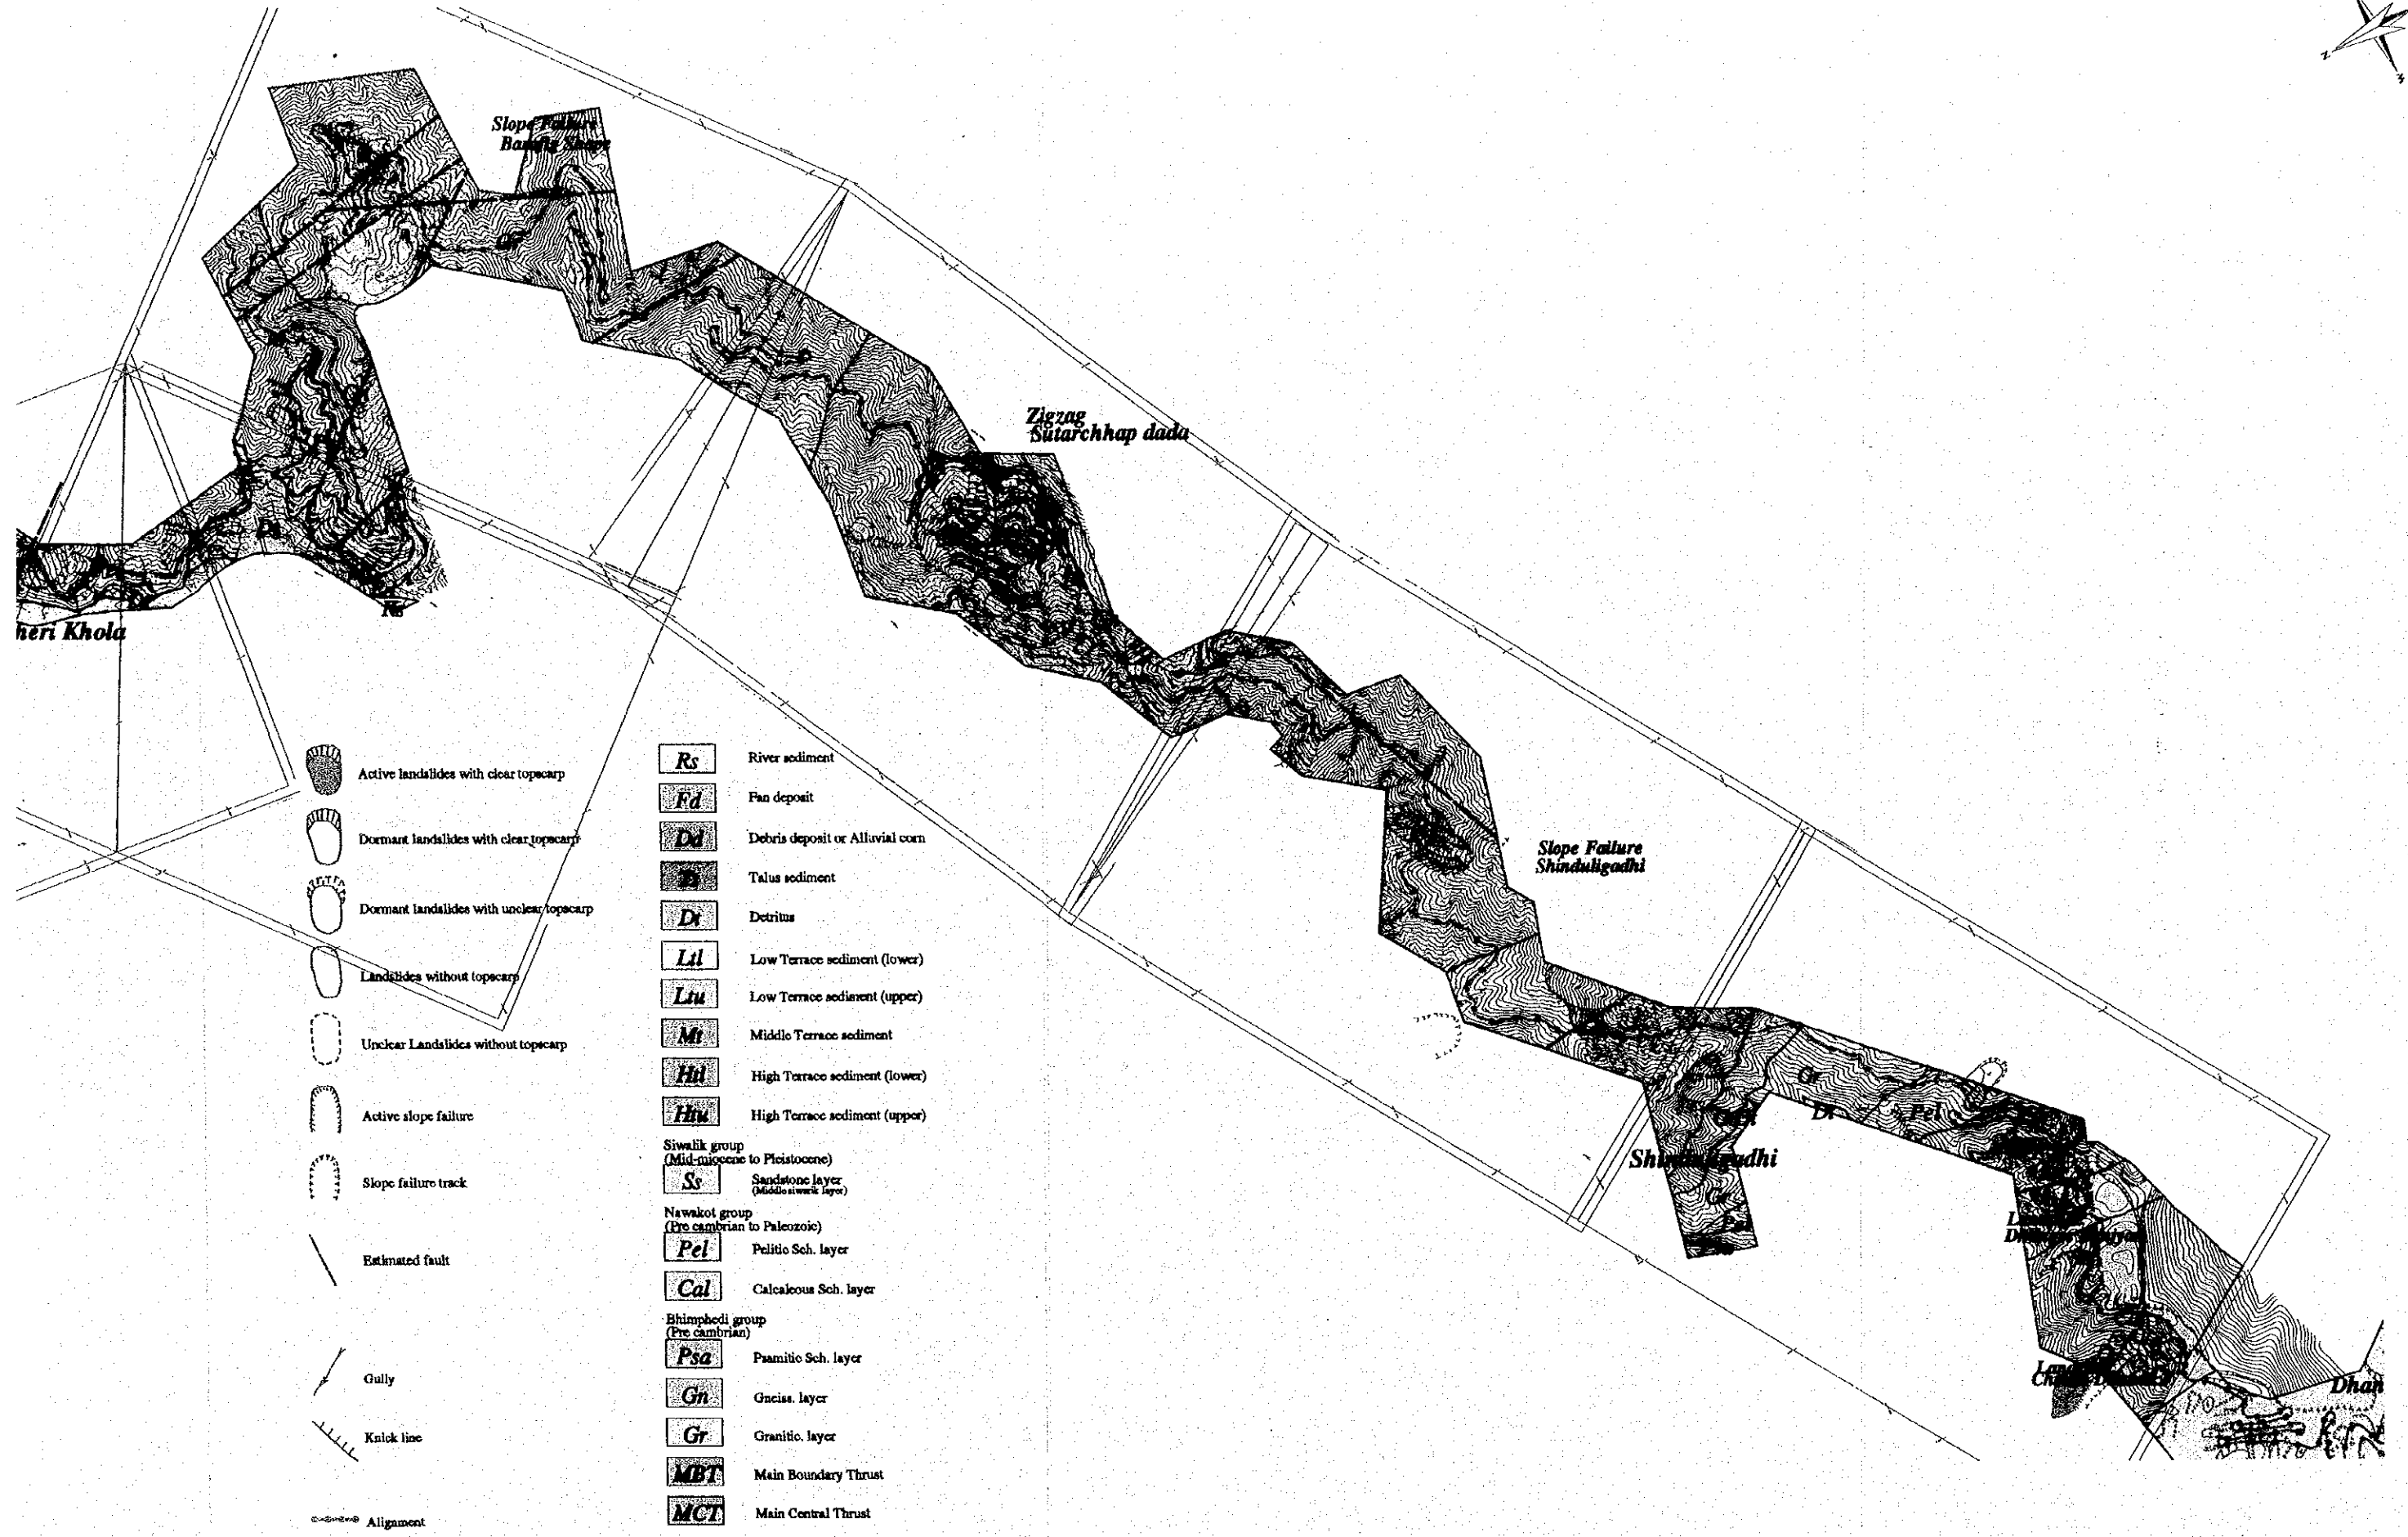 Slope Failure
Shape
Zigzag
Sutarchhap dada
heri Khola
Dt
Rs
Gr
Slope Failure
Shinduligadhi
Gr
Dt
Pel
Gr
Dhan
Active landslides with clear topscarp
Dormant landslides with clear topscarp
Dormant landslides with unclear topscarp
Landslides without topscarp
Unclear Landslides without topscarp
Active slope failure
Slope failure track
Estimated fault
Gully
Knick line
Alignment
Rs River sediment
Fd Fan deposit
Dd Debris deposit or Alluvial corn
Talus sediment
Dt Detritus
Ltl Low Terrace sediment (lower)
Ltu Low Terrace sediment (upper)
Mt Middle Terrace sediment
Htl High Terrace sediment (lower)
Htu High Terrace sediment (upper)
Siwalik group
(Mid-miocene to Pleistocene)
Ss Sandstone layer
(Middle siwarik layer)
Nawakot group
(Pre cambrian to Paleozoic)
Pel Pelitic Sch. layer
Cal Calcaleous Sch. layer
Bhimphedi group
(Pre cambrian)
Psa Psamitic Sch. layer
Gn Gneiss. layer
Gr Granitic. layer
MBT Main Boundary Thrust
MCT Main Central Thrust